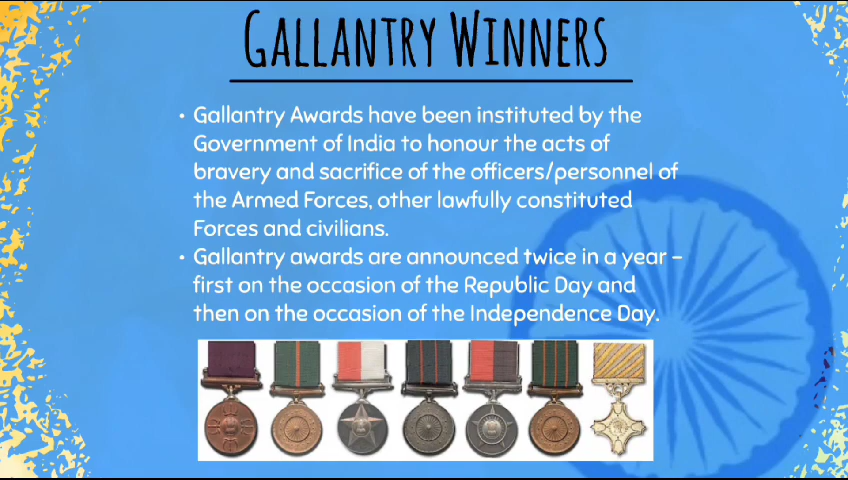 GALLANTRY WINNERS
• Gallantry Awards have been instituted by the
Government of India to honour the acts of
bravery and sacrifice of the officers/personnel of
the Armed Forces, other lawfully constituted
Forces and civilians.
• Gallantry awards are announced twice in a year –
first on the occasion of the Republic Day and
then on the occasion of the Independence Day.